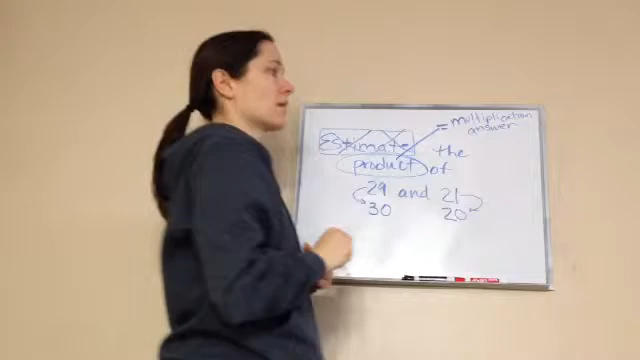 = multiplication
answer
Estimate the
product of
29 and 21
30 20